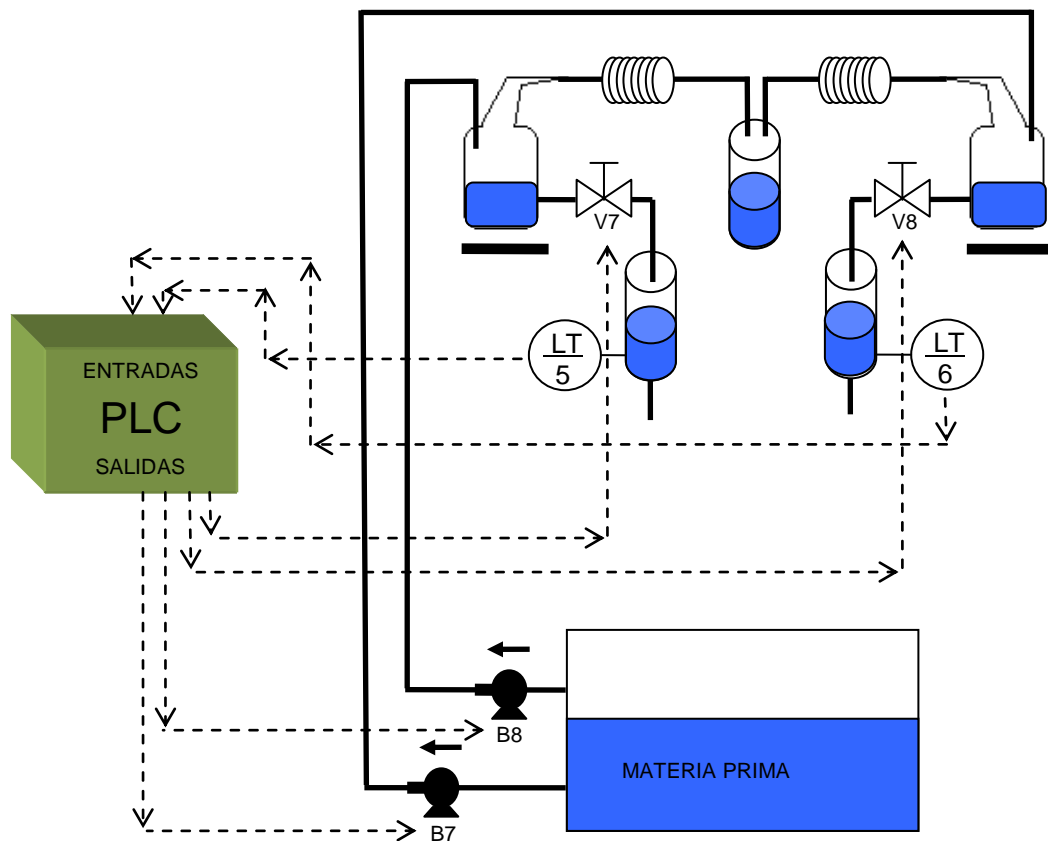 V7
V8
LT
5
LT
6
ENTRADAS
PLC
SALIDAS
B8
MATERIA PRIMA
B7